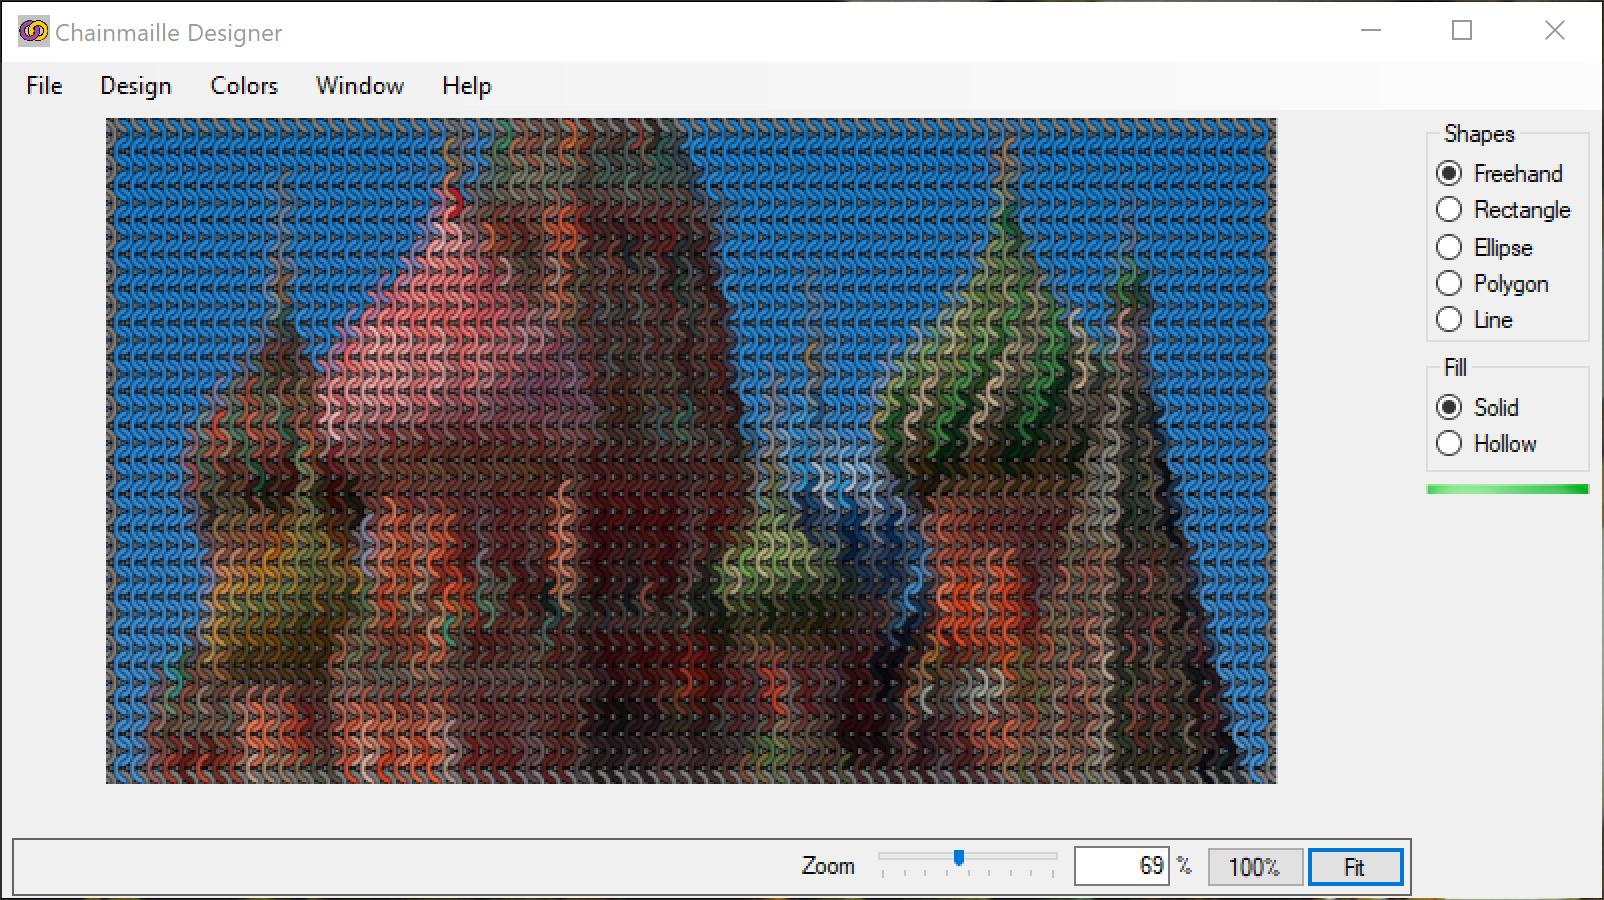 Chainmaille Designer
File Design Colors Window Help
Shapes
Freehand
Rectangle
Ellipse
Polygon
Line
Fill
Solid
Hollow
Zoom 69 % 100% Fit